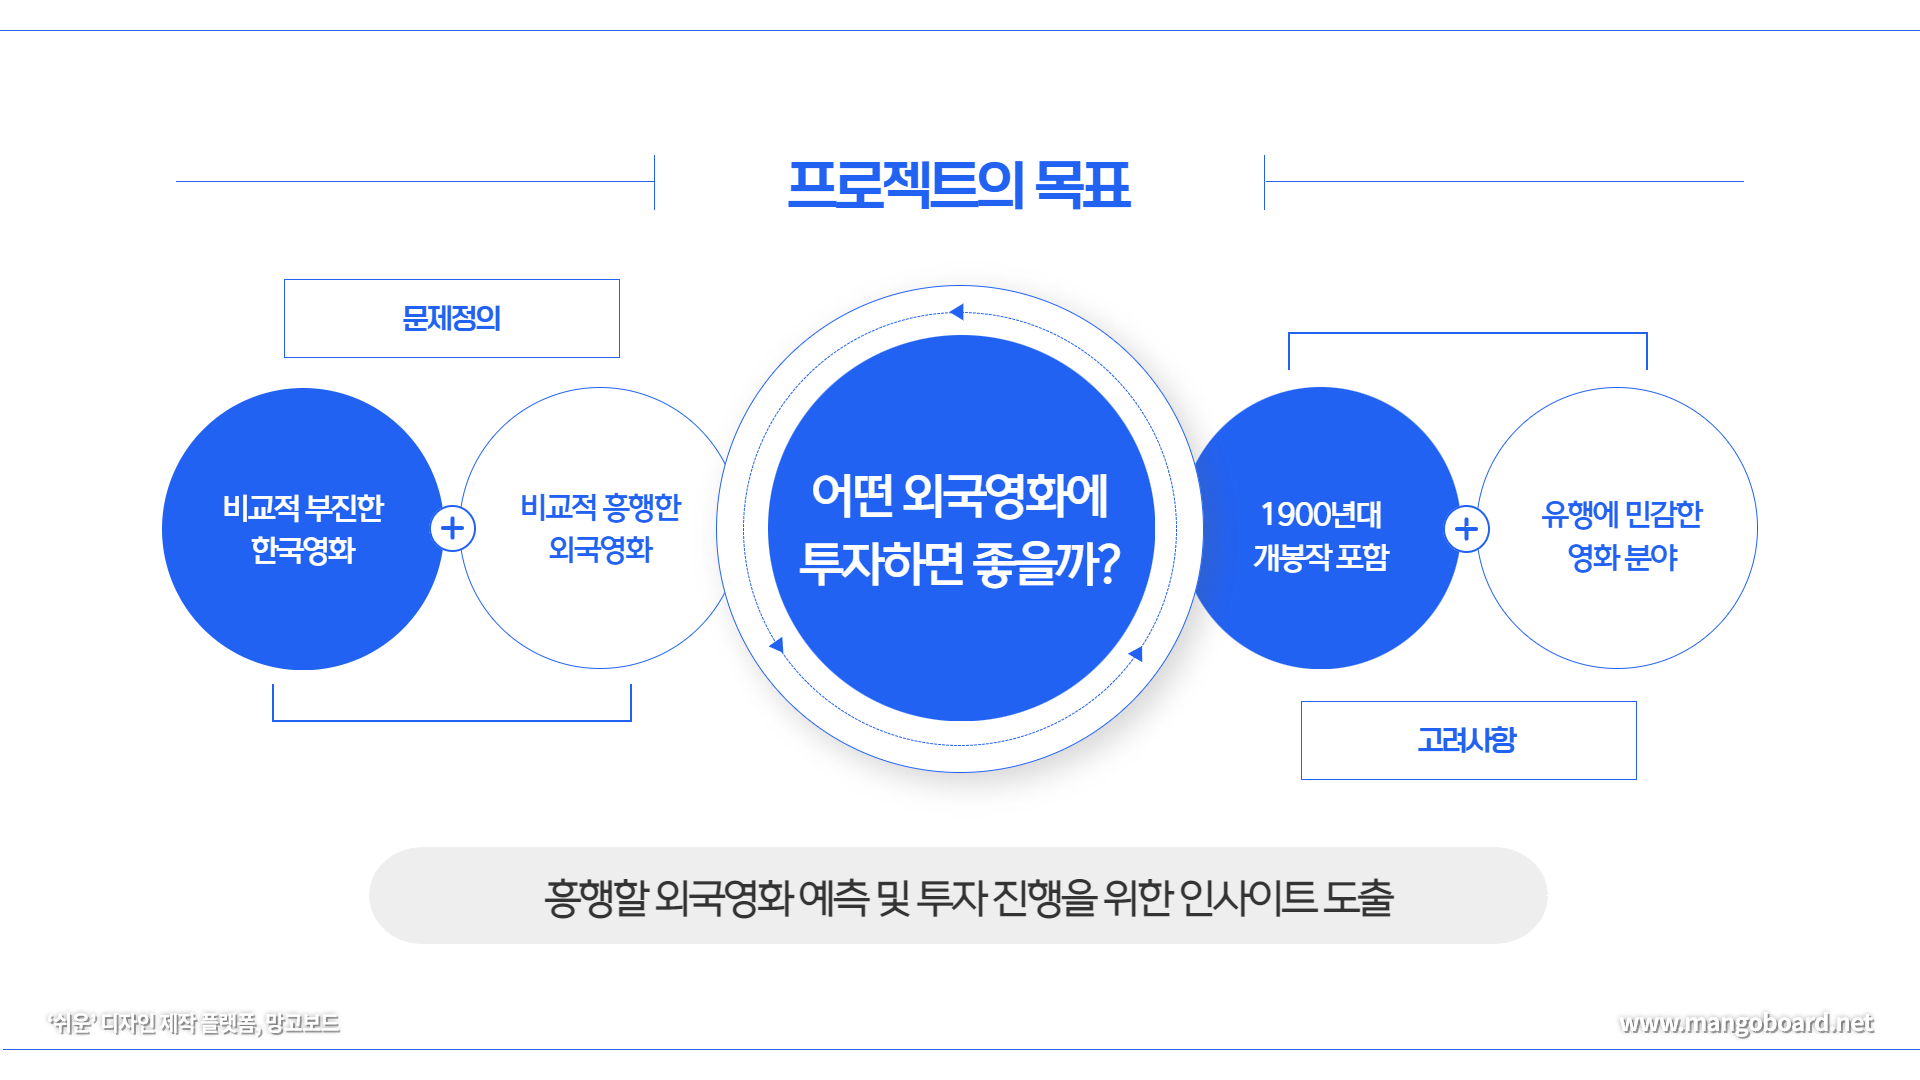 프로젝트의 목표
문제정의
비교적 부진한
한국영화
비교적 흥행한
외국영화
어떤 외국영화에
투자하면 좋을까?
1900년대
개봉작 포함
유행에 민감한
영화 분야
고려사항
흥행할 외국영화 예측 및 투자 진행을 위한 인사이트 도출
‘쉬운’ 디자인 제작 플랫폼, 망고보드
www.mangoboard.net